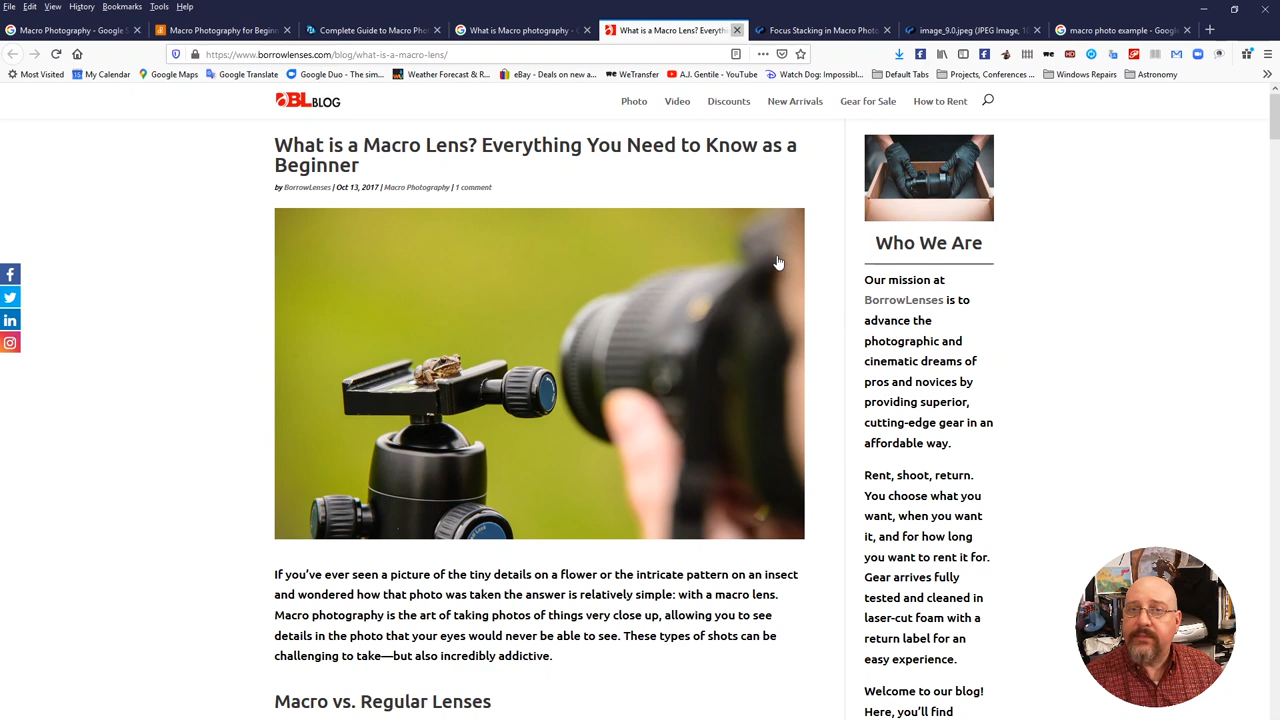 File Edit View History Bookmarks Tools Help
Macro Photography - Google S
Macro Photography for Beginn
Complete Guide to Macro Phot
What is Macro photography - G
What is a Macro Lens? Everythi
Focus Stacking in Macro Photo
image_9.0.jpeg (JPEG Image, 10
macro photo example - Google
https://www.borrowlenses.com/blog/what-is-a-macro-lens/
Most Visited
My Calendar
Google Maps
Google Translate
Google Duo - The sim...
Weather Forecast & R...
eBay - Deals on new a...
WeTransfer
A.J. Gentile - YouTube
Watch Dog: Impossibl...
Default Tabs
Projects, Conferences ...
Windows Repairs
Astronomy
BL BLOG
Photo Video Discounts New Arrivals Gear for Sale How to Rent
What is a Macro Lens? Everything You Need to Know as a
Beginner
by BorrowLenses | Oct 13, 2017 | Macro Photography | 1 comment
If you've ever seen a picture of the tiny details on a flower or the intricate pattern on an insect
and wondered how that photo was taken the answer is relatively simple: with a macro lens.
Macro photography is the art of taking photos of things very close up, allowing you to see
details in the photo that your eyes would never be able to see. These types of shots can be
challenging to take—but also incredibly addictive.
Macro vs. Regular Lenses
Who We Are
Our mission at
BorrowLenses is to
advance the
photographic and
cinematic dreams of
pros and novices by
providing superior,
cutting-edge gear in an
affordable way.
Rent, shoot, return.
You choose what you
want, when you want
it, and for how long
you want to rent it for.
Gear arrives fully
tested and cleaned in
laser-cut foam with a
return label for an
easy experience.
Welcome to our blog!
Here, you'll find